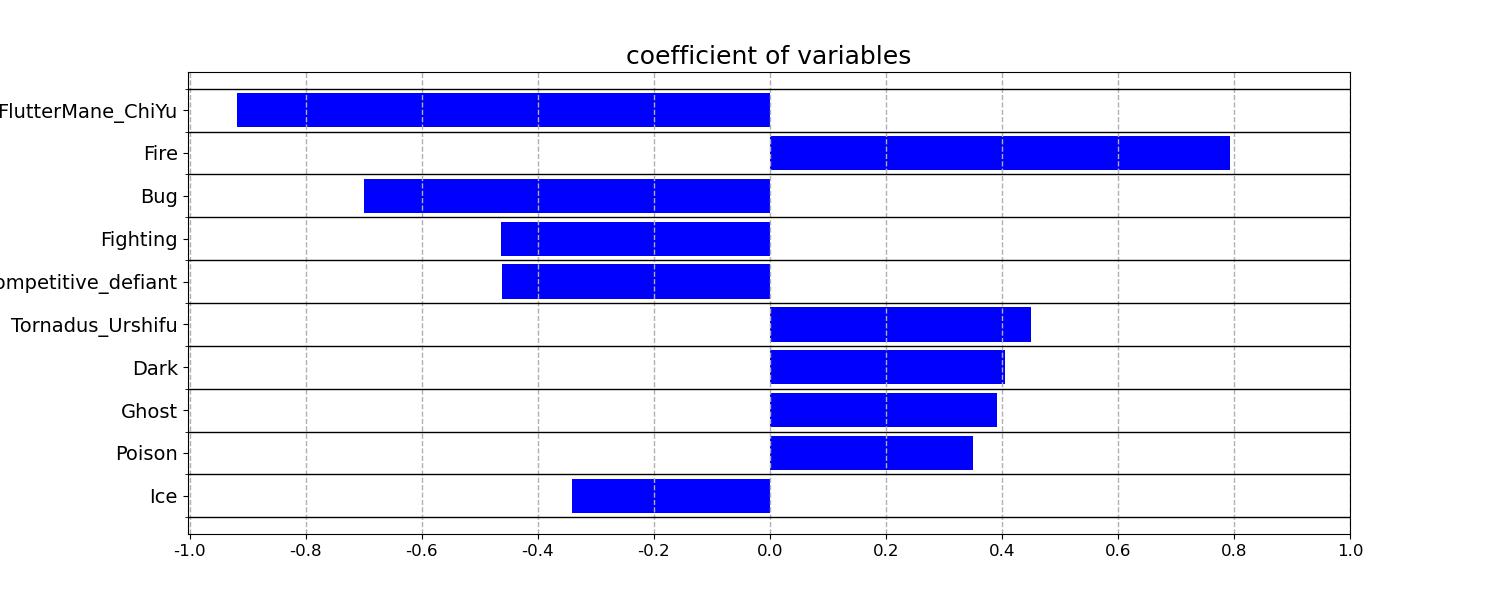 coefficient of variables
FlutterMane_ChiYu
Fire
Bug
Fighting
ompetitive_defiant
Tornadus_Urshifu
Dark
Ghost
Poison
Ice
-1.0 -0.8 -0.6 -0.4 -0.2 0.0 0.2 0.4 0.6 0.8 1.0